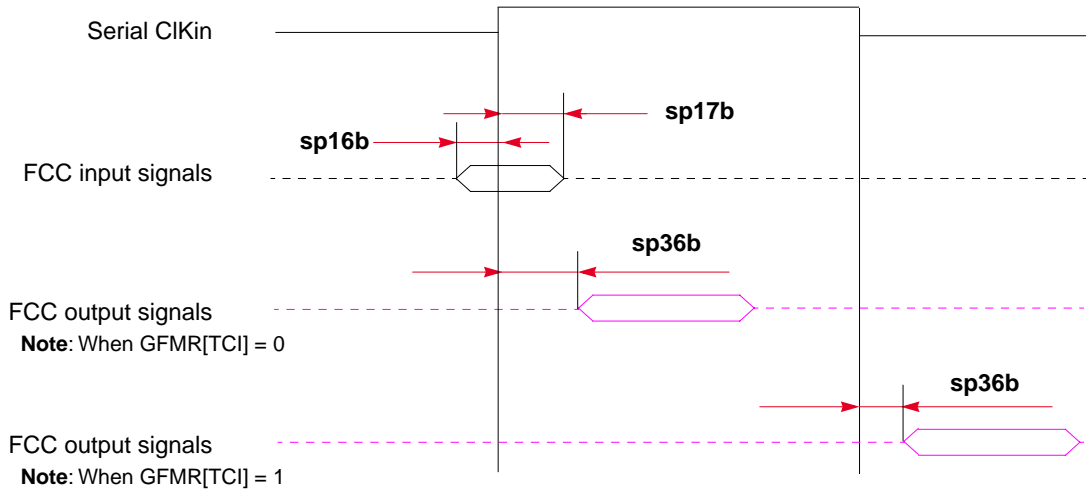 Serial ClKin
sp17b
sp16b
FCC input signals
sp36b
FCC output signals
Note: When GFMR[TCI] = 0
sp36b
FCC output signals
Note: When GFMR[TCI] = 1